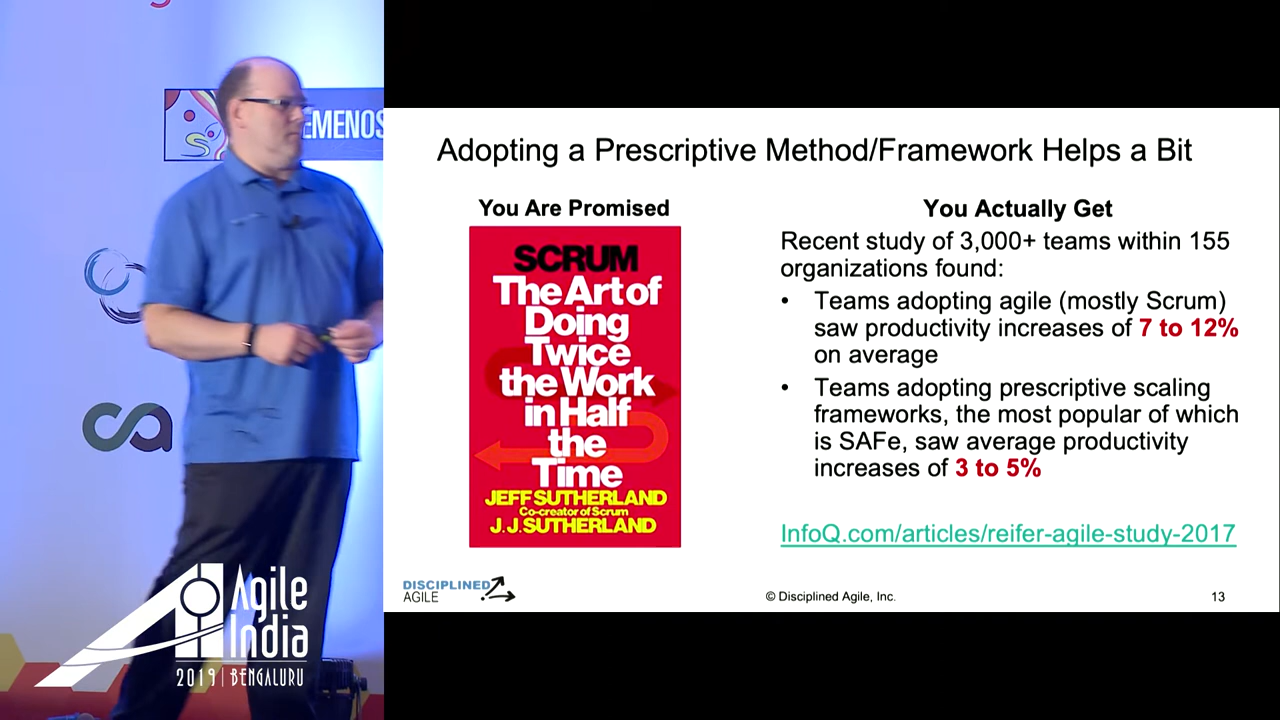 EMENOS
ca
Agile
India
2019 | BENGALURU
Adopting a Prescriptive Method/Framework Helps a Bit
You Are Promised
SCRUM
The Art of
Doing
Twice
the Work
in Half
the
Time
JEFF SUTHERLAND
Co-creator of Scrum
J.J.SUTHERLAND
You Actually Get
Recent study of 3,000+ teams within 155
organizations found:
• Teams adopting agile (mostly Scrum)
saw productivity increases of 7 to 12%
on average
• Teams adopting prescriptive scaling
frameworks, the most popular of which
is SAFe, saw average productivity
increases of 3 to 5%
InfoQ.com/articles/reifer-agile-study-2017
DISCIPLINED
AGILE
© Disciplined Agile, Inc.
13